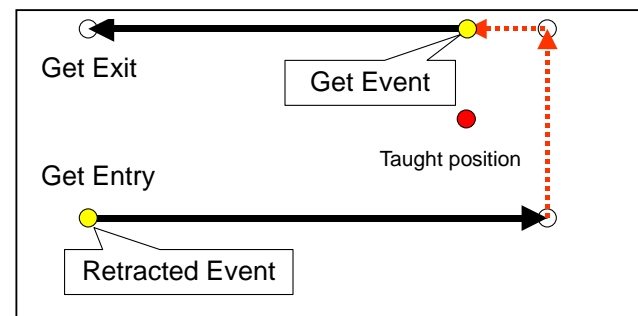 Get Exit
Get Event
Taught position
Get Entry
Retracted Event